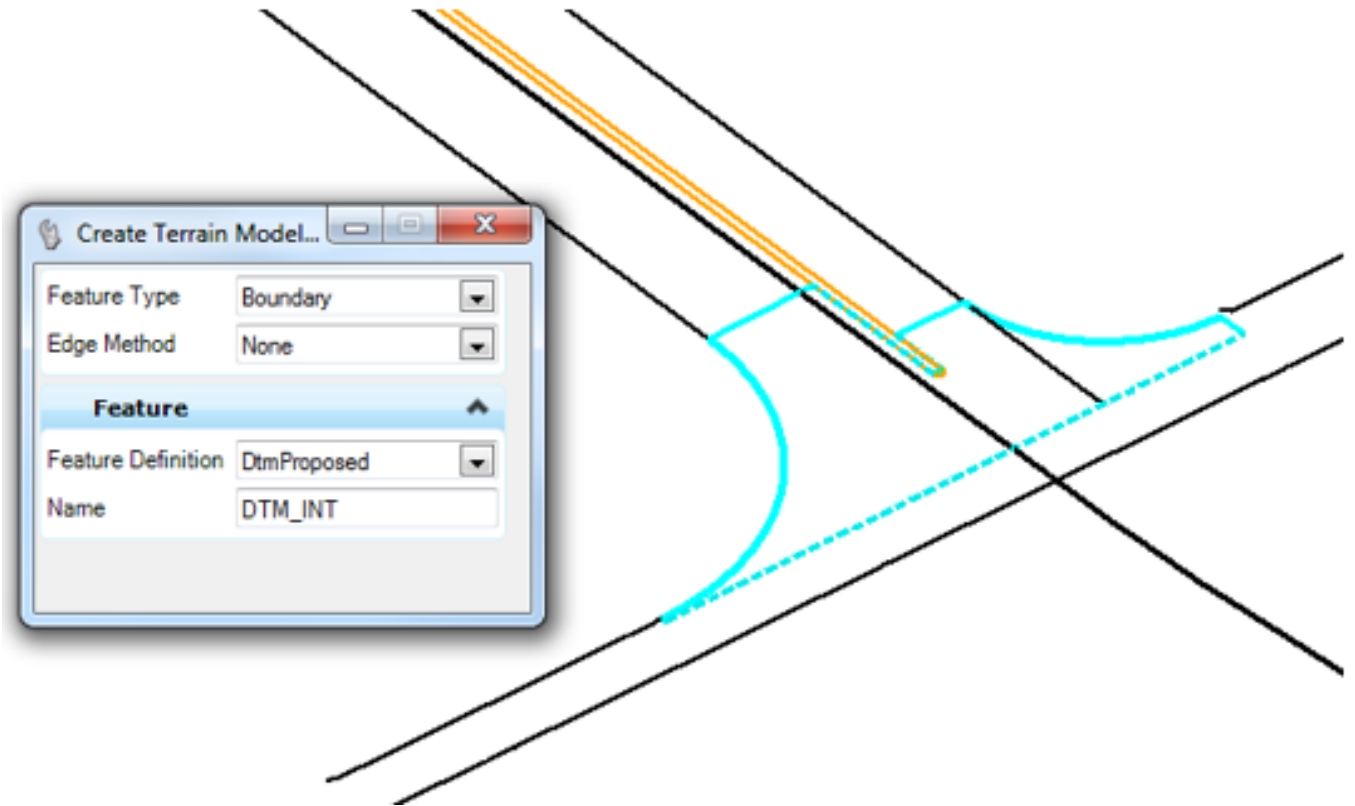 Create Terrain Model...
Feature Type Boundary
Edge Method None
Feature
Feature Definition DtmProposed
Name DTM_INT